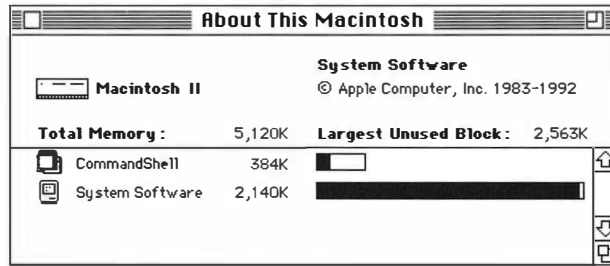 About This Macintosh
System Software
Macintosh II © Apple Computer, Inc. 1983-1992
Total Memory : 5,120K Largest Unused Block : 2,563K
CommandShell 384K
System Software 2,140K